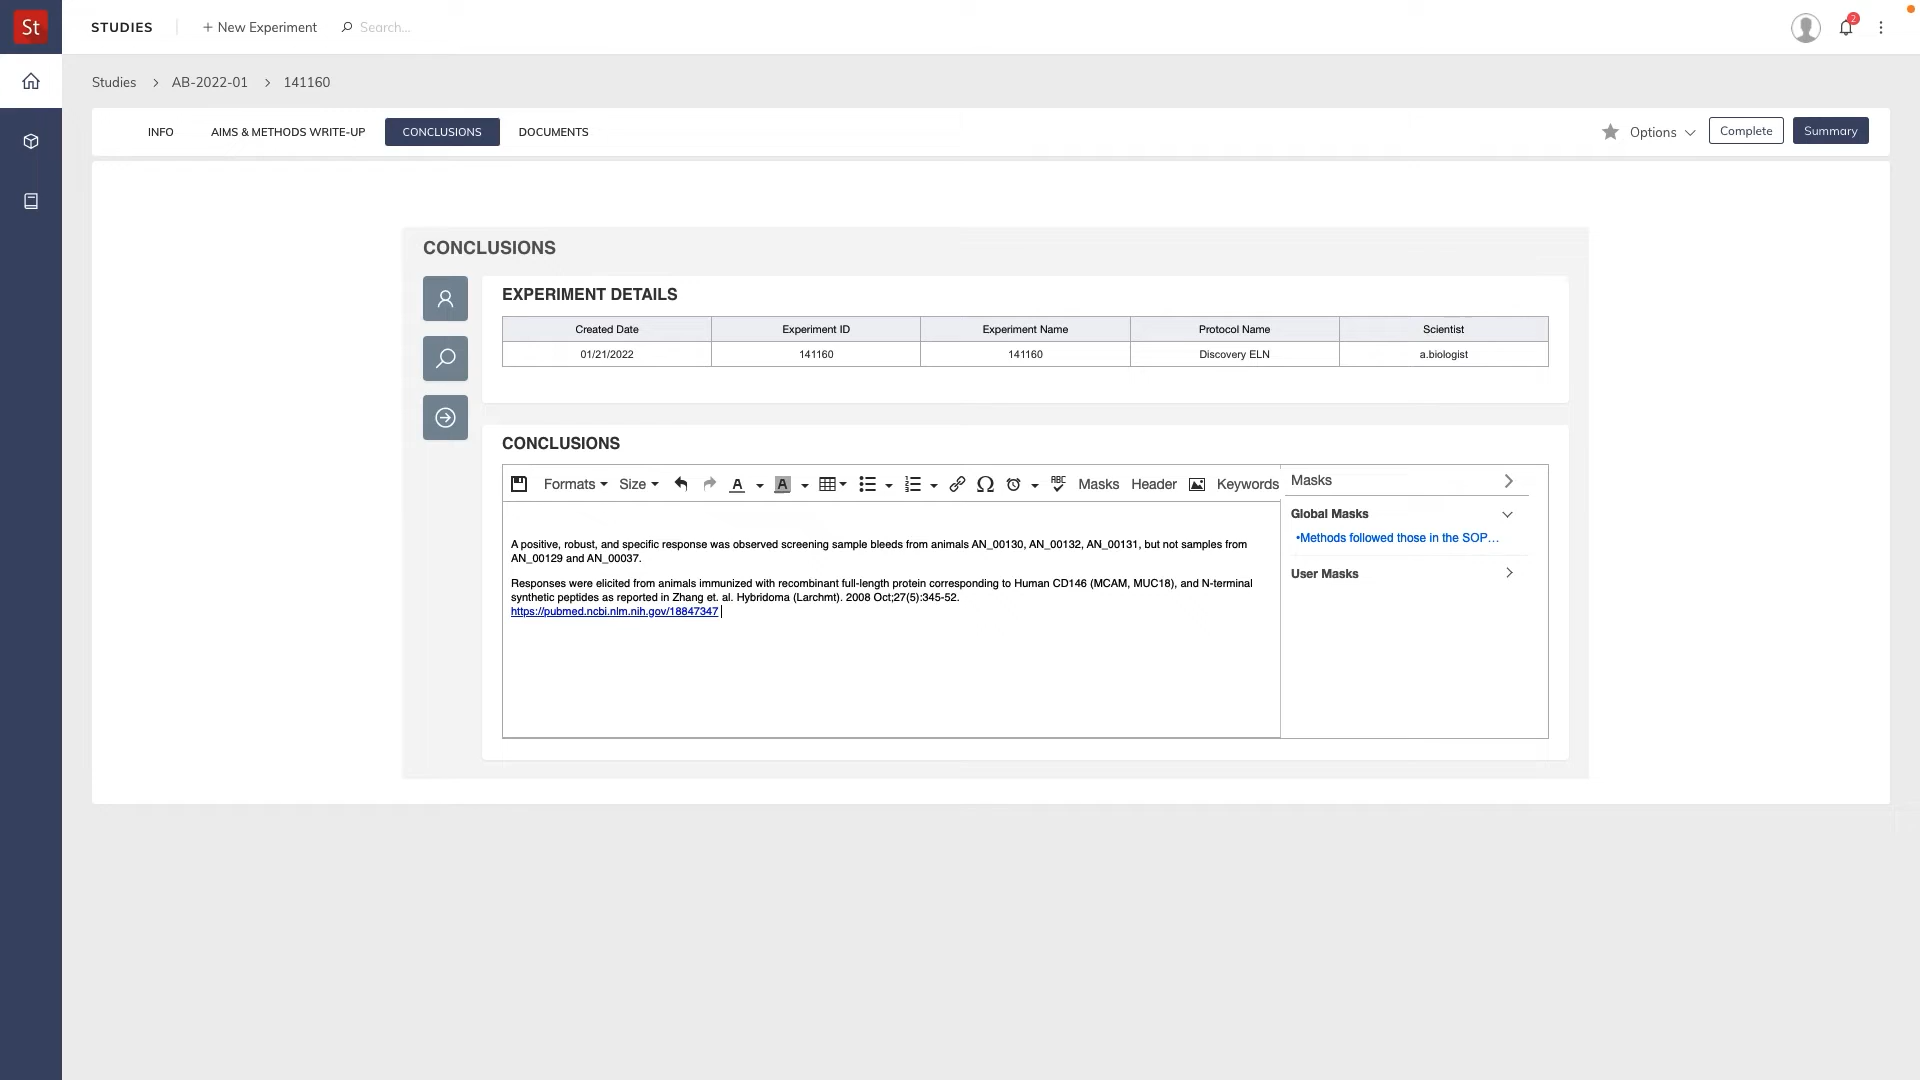 St
STUDIES
+ New Experiment
Search...
2
Studies > AB-2022-01 > 141160
INFO
AIMS & METHODS WRITE-UP
CONCLUSIONS
DOCUMENTS
Options
Complete
Summary
CONCLUSIONS
EXPERIMENT DETAILS
Created Date Experiment ID Experiment Name Protocol Name Scientist
01/21/2022 141160 141160 Discovery ELN a.biologist
CONCLUSIONS
Formats Size A A ABC Masks Header Keywords
A positive, robust, and specific response was observed screening sample bleeds from animals AN_00130, AN_00132, AN_00131, but not samples from
AN_00129 and AN_00037.
Responses were elicited from animals immunized with recombinant full-length protein corresponding to Human CD146 (MCAM, MUC18), and N-terminal
synthetic peptides as reported in Zhang et. al. Hybridoma (Larchmt). 2008 Oct;27(5):345-52.
https://pubmed.ncbi.nlm.nih.gov/18847347
Masks
Global Masks
•Methods followed those in the SOP...
User Masks